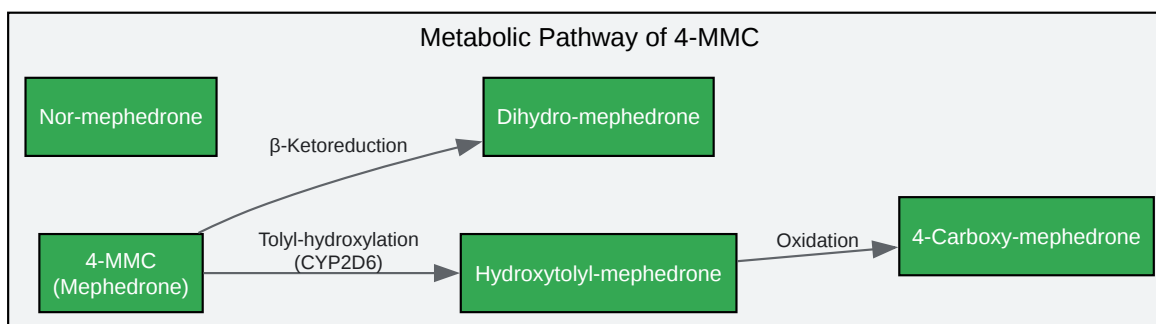 Metabolic Pathway of 4-MMC
Nor-mephedrone
Dihydro-mephedrone
β-Ketoreduction
4-MMC
(Mephedrone)
Tolyl-hydroxylation
(CYP2D6)
Hydroxytolyl-mephedrone
Oxidation
4-Carboxy-mephedrone